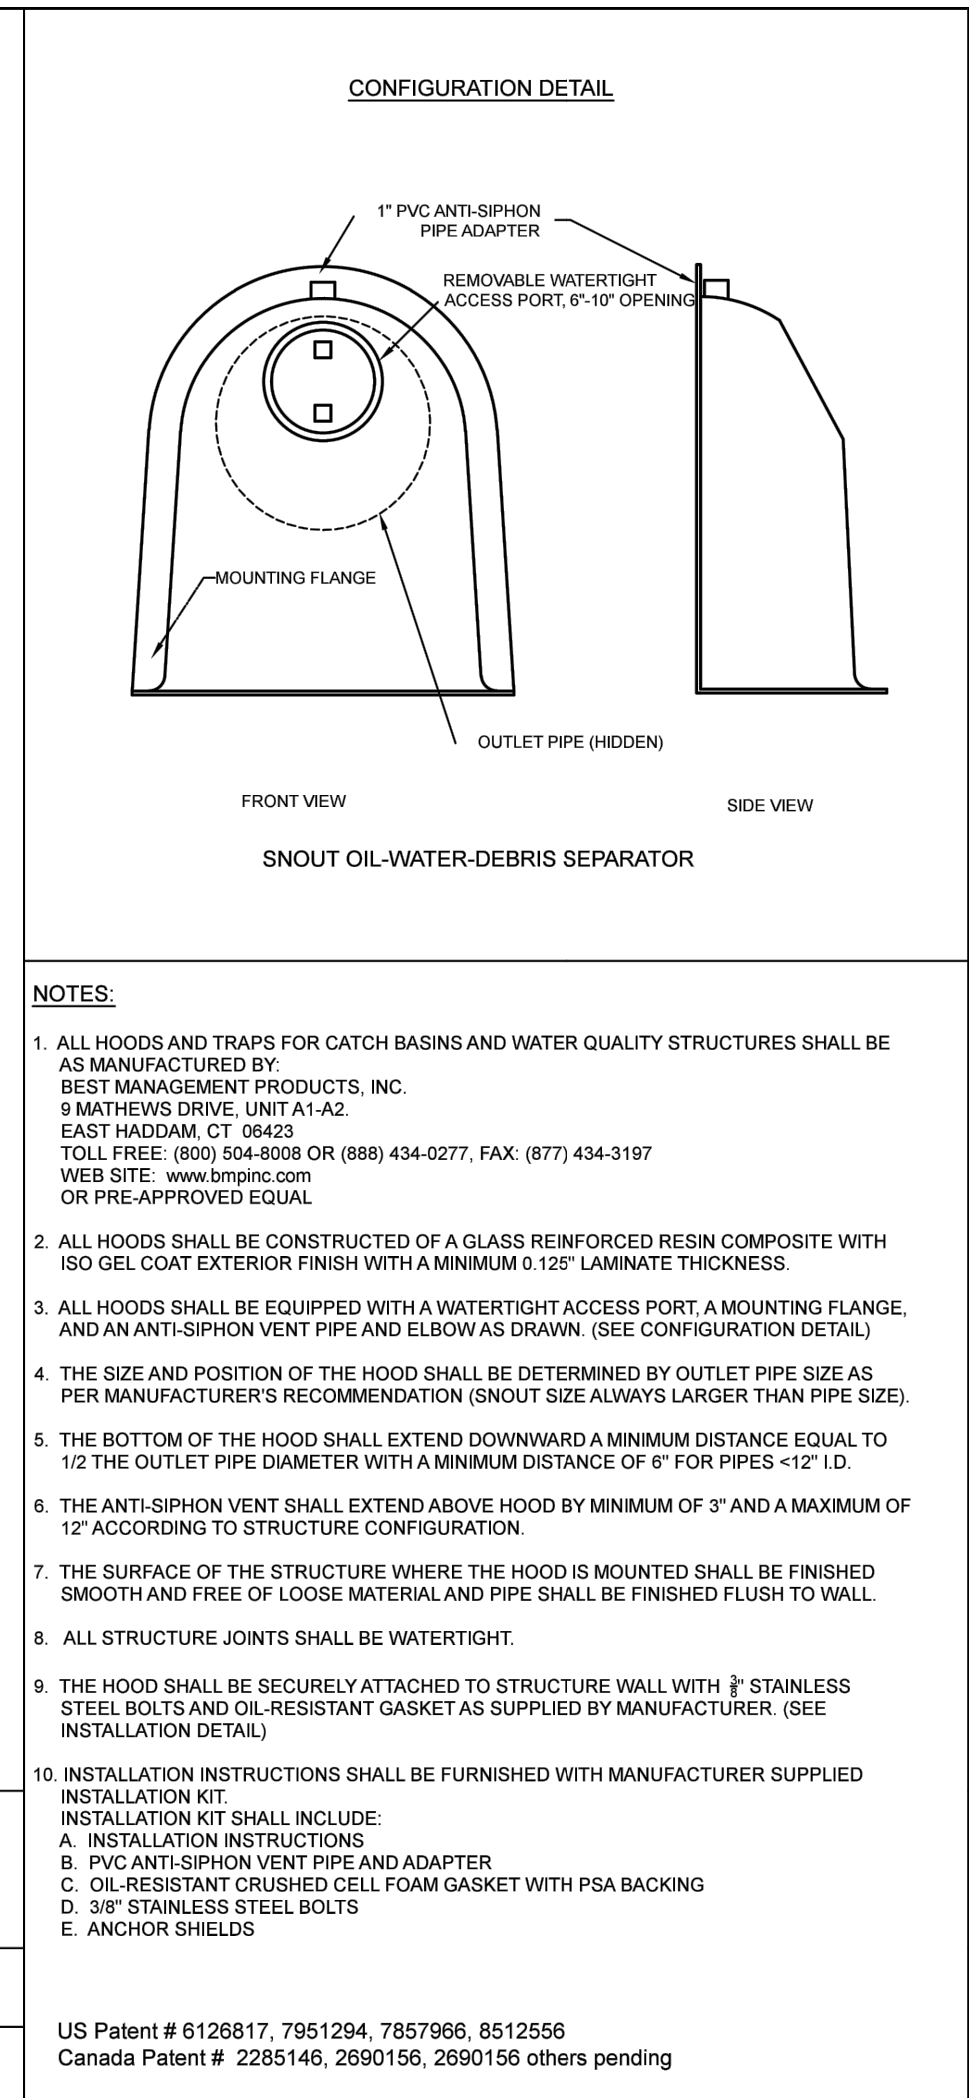 CONFIGURATION DETAIL
1" PVC ANTI-SIPHON
PIPE ADAPTER
REMOVABLE WATERTIGHT
ACCESS PORT, 6"-10" OPENING
MOUNTING FLANGE
OUTLET PIPE (HIDDEN)
FRONT VIEW
SIDE VIEW
SNOUT OIL-WATER-DEBRIS SEPARATOR
NOTES:
1. ALL HOODS AND TRAPS FOR CATCH BASINS AND WATER QUALITY STRUCTURES SHALL BE
AS MANUFACTURED BY:
BEST MANAGEMENT PRODUCTS, INC.
9 MATHEWS DRIVE, UNIT A1-A2.
EAST HADDAM, CT 06423
TOLL FREE: (800) 504-8008 OR (888) 434-0277, FAX: (877) 434-3197
WEB SITE: www.bmpinc.com
OR PRE-APPROVED EQUAL
2. ALL HOODS SHALL BE CONSTRUCTED OF A GLASS REINFORCED RESIN COMPOSITE WITH
ISO GEL COAT EXTERIOR FINISH WITH A MINIMUM 0.125" LAMINATE THICKNESS.
3. ALL HOODS SHALL BE EQUIPPED WITH A WATERTIGHT ACCESS PORT, A MOUNTING FLANGE,
AND AN ANTI-SIPHON VENT PIPE AND ELBOW AS DRAWN. (SEE CONFIGURATION DETAIL)
4. THE SIZE AND POSITION OF THE HOOD SHALL BE DETERMINED BY OUTLET PIPE SIZE AS
PER MANUFACTURER'S RECOMMENDATION (SNOUT SIZE ALWAYS LARGER THAN PIPE SIZE).
5. THE BOTTOM OF THE HOOD SHALL EXTEND DOWNWARD A MINIMUM DISTANCE EQUAL TO
1/2 THE OUTLET PIPE DIAMETER WITH A MINIMUM DISTANCE OF 6" FOR PIPES <12" I.D.
6. THE ANTI-SIPHON VENT SHALL EXTEND ABOVE HOOD BY MINIMUM OF 3" AND A MAXIMUM OF
12" ACCORDING TO STRUCTURE CONFIGURATION.
7. THE SURFACE OF THE STRUCTURE WHERE THE HOOD IS MOUNTED SHALL BE FINISHED
SMOOTH AND FREE OF LOOSE MATERIAL AND PIPE SHALL BE FINISHED FLUSH TO WALL.
8. ALL STRUCTURE JOINTS SHALL BE WATERTIGHT.
9. THE HOOD SHALL BE SECURELY ATTACHED TO STRUCTURE WALL WITH 3/8" STAINLESS
STEEL BOLTS AND OIL-RESISTANT GASKET AS SUPPLIED BY MANUFACTURER. (SEE
INSTALLATION DETAIL)
10. INSTALLATION INSTRUCTIONS SHALL BE FURNISHED WITH MANUFACTURER SUPPLIED
INSTALLATION KIT.
INSTALLATION KIT SHALL INCLUDE:
A. INSTALLATION INSTRUCTIONS
B. PVC ANTI-SIPHON VENT PIPE AND ADAPTER
C. OIL-RESISTANT CRUSHED CELL FOAM GASKET WITH PSA BACKING
D. 3/8" STAINLESS STEEL BOLTS
E. ANCHOR SHIELDS
US Patent # 6126817, 7951294, 7857966, 8512556
Canada Patent # 2285146, 2690156, 2690156 others pending